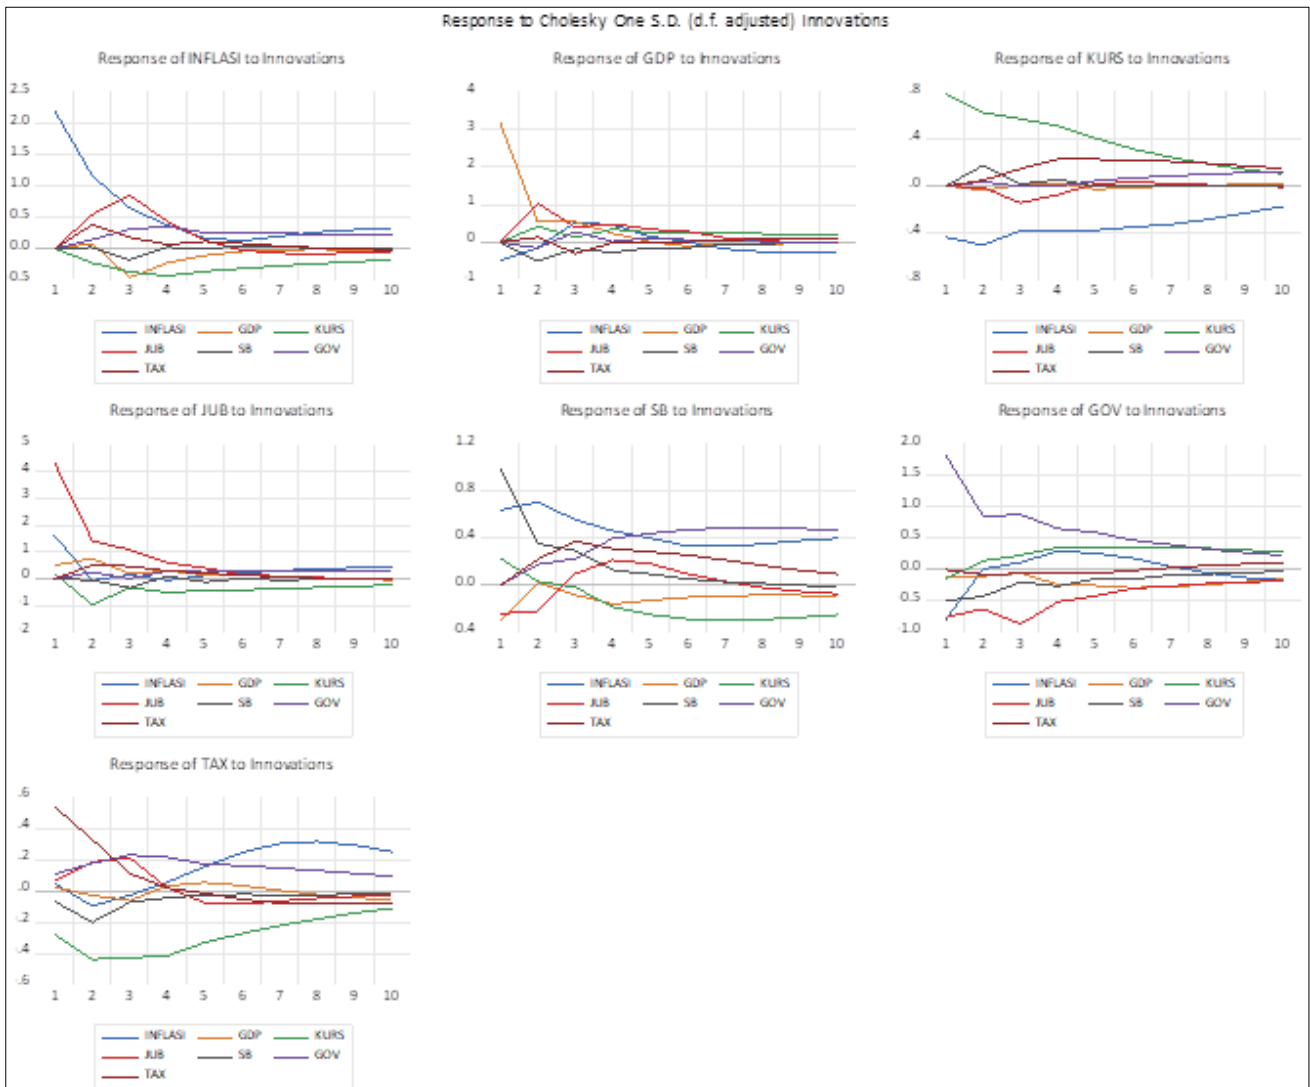 Response to Cholesky One S.D. (d.f. adjusted) Innovations
Response of INFLASI to Innovations
2.5
2.0
1.5
1.0
0.5
0.0
0.5
1 2 3 4 5 6 7 8 9 10
INFLASI GDP KURS
JUB SB GOV
TAX
Response of GDP to Innovations
4
3
2
1
0
1
1 2 3 4 5 6 7 8 9 10
INFLASI GDP KURS
JUB SB GOV
TAX
Response of KURS to Innovations
.8
.4
.0
.4
.8
1 2 3 4 5 6 7 8 9 10
INFLASI GDP KURS
JUB SB GOV
TAX
Response of JUB to Innovations
5
4
3
2
1
0
1
2
1 2 3 4 5 6 7 8 9 10
INFLASI GDP KURS
JUB SB GOV
TAX
Response of SB to Innovations
1.2
0.8
0.4
0.0
0.4
1 2 3 4 5 6 7 8 9 10
INFLASI GDP KURS
JUB SB GOV
TAX
Response of GOV to Innovations
2.0
1.5
1.0
0.5
0.0
0.5
-1.0
1 2 3 4 5 6 7 8 9 10
INFLASI GDP KURS
JUB SB GOV
TAX
Response of TAX to Innovations
.6
.4
.2
.0
.2
.4
.6
1 2 3 4 5 6 7 8 9 10
INFLASI GDP KURS
JUB SB GOV
TAX